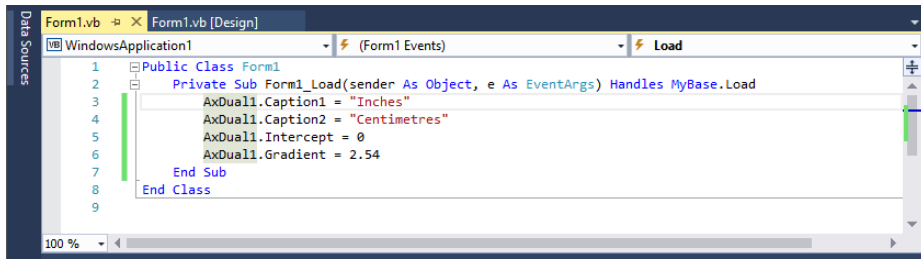 Data Sources
Form1.vb Form1.vb [Design]
VB WindowsApplication1 (Form1 Events) Load
1 Public Class Form1
2 Private Sub Form1_Load(sender As Object, e As EventArgs) Handles MyBase.Load
3 AxDual1.Caption1 = "Inches"
4 AxDual1.Caption2 = "Centimetres"
5 AxDual1.Intercept = 0
6 AxDual1.Gradient = 2.54
7 End Sub
8 End Class
9
100 %